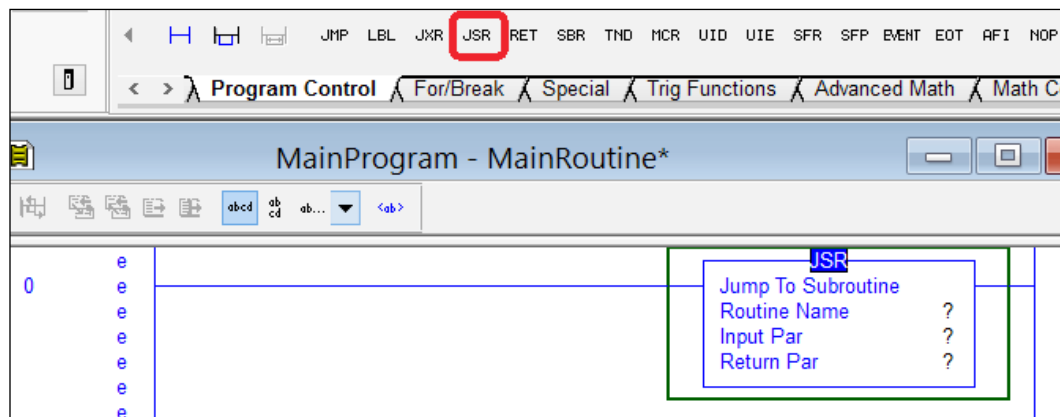 JMP LBL JXR JSR RET SBR TND MCR UID UIE SFR SFP EVENT EOT AFI NOP
< > Program Control For/Break Special Trig Functions Advanced Math Math C
MainProgram - MainRoutine*
abcd ab cd ab... <ab>
e
JSR
0 e
Jump To Subroutine
e Routine Name ?
e Input Par ?
e Return Par ?
e
e